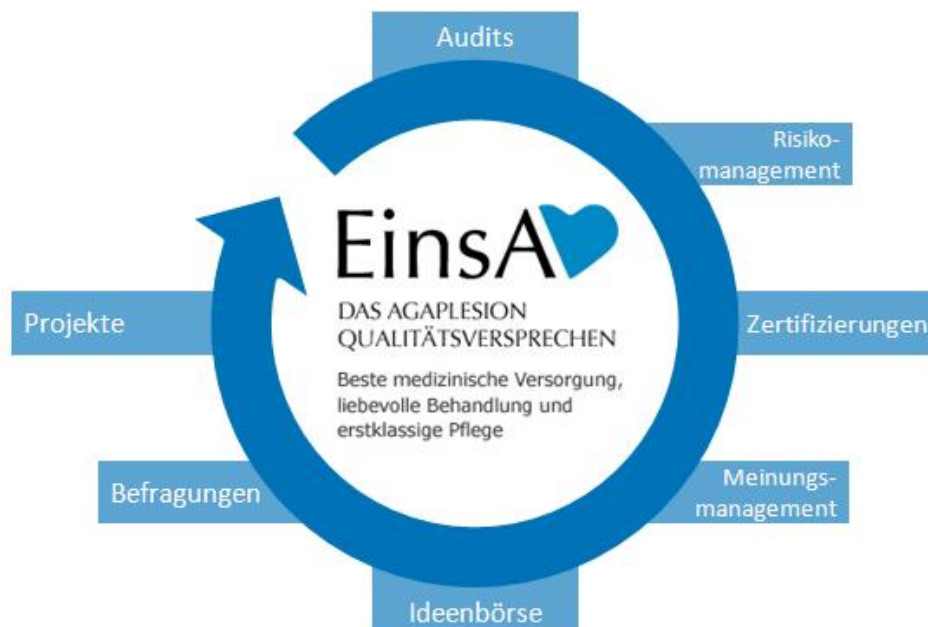 Audits
Risiko-
management
Zertifizierungen
Meinungs-
management
Ideenbörse
Befragungen
Projekte
EinsA
DAS AGAPLESION
QUALITÄTSVERSPRECHEN
Beste medizinische Versorgung,
liebevolle Behandlung und
erstklassige Pflege